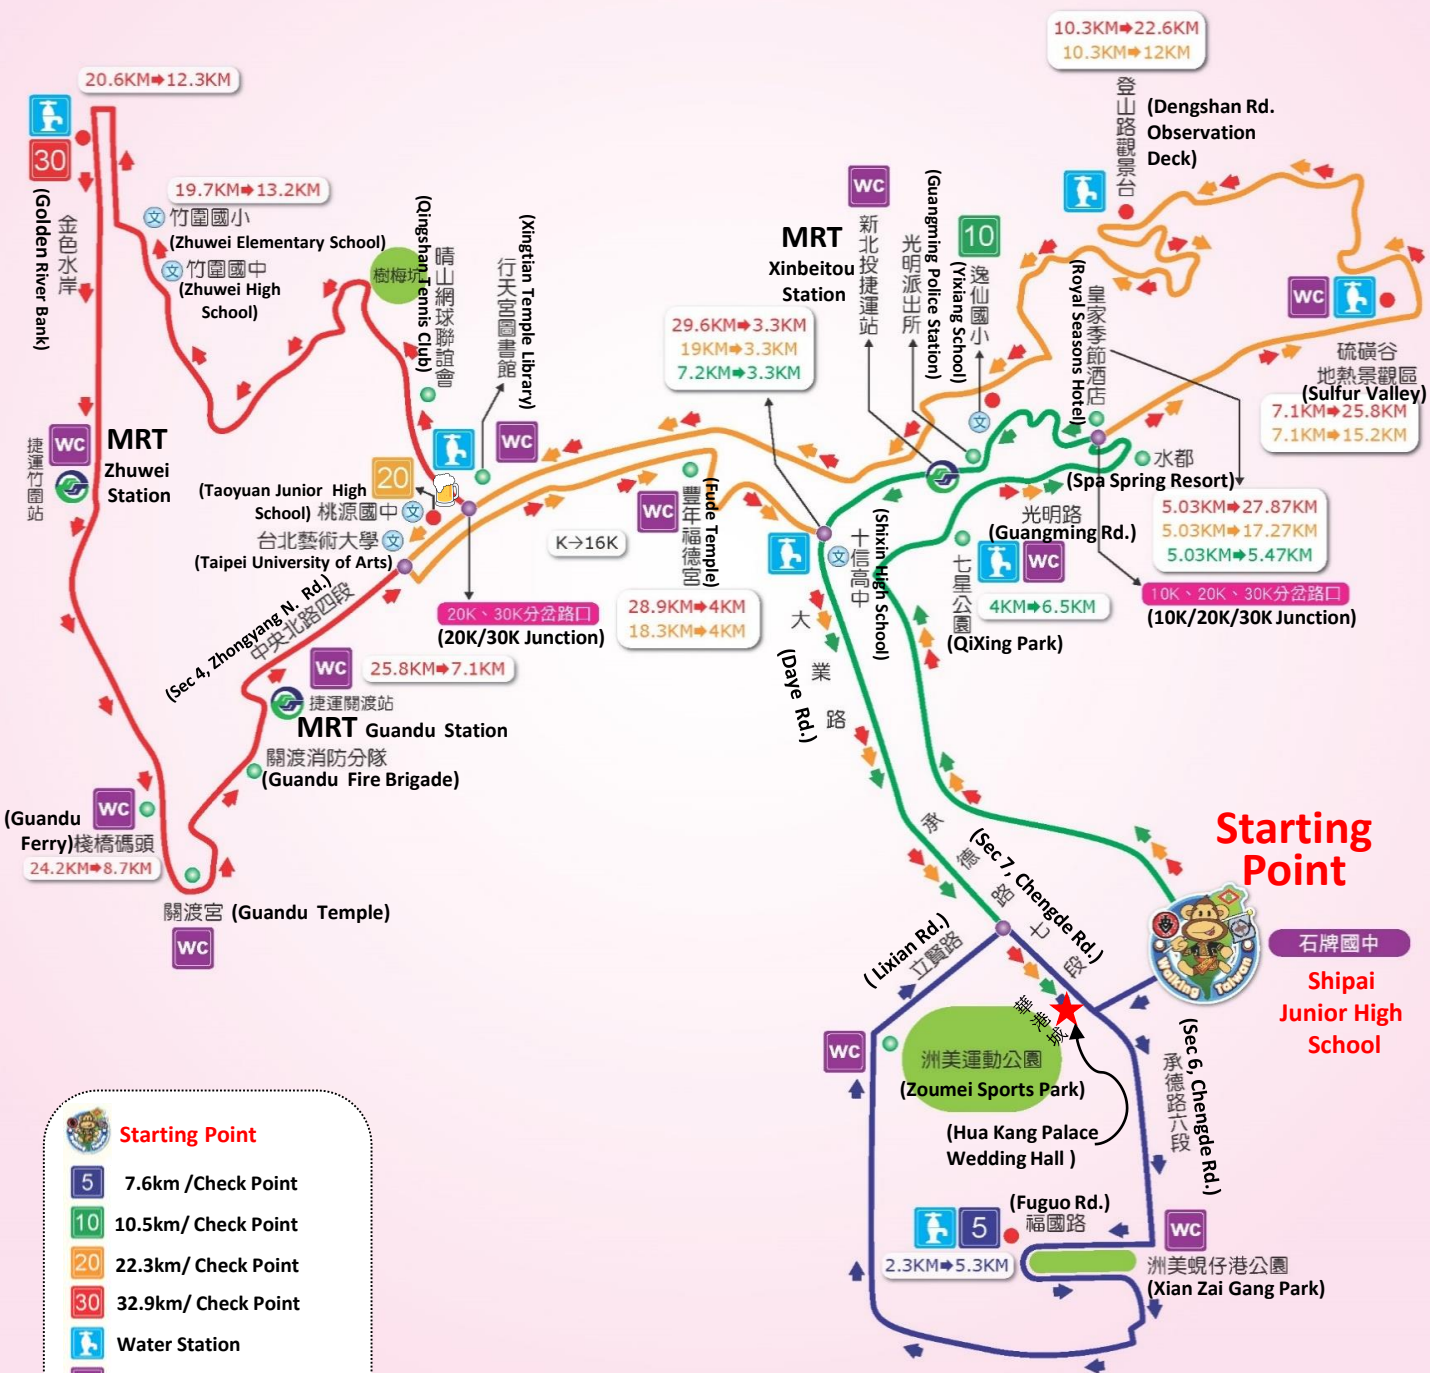 10.3KM➡22.6KM
10.3KM➡12KM
登山路觀景台
(Dengshan Rd.
Observation
Deck)
20.6KM➡12.3KM
30
(Golden River Bank)
金色水岸
19.7KM➡13.2KM
文 竹圍國小
(Zhuwei Elementary School)
文 竹圍國中
(Zhuwei High
School)
樹梅坑
(Qingshan Tennis Club)
晴山網球聯誼會
(Xingtian Temple Library)
行天宮圖書館
WC
MRT
Xinbeitou
Station
WC
新北投捷運站
光明派出所
(Guangming Police Station)
10
逸仙國小
(Yixiang School)
文
(Royal Seasons Hotel)
皇家季節酒店
WC
硫磺谷
地熱景觀區
(Sulfur Valley)
7.1KM➡25.8KM
7.1KM➡15.2KM
29.6KM➡3.3KM
19KM➡3.3KM
7.2KM➡3.3KM
水都
(Spa Spring Resort)
5.03KM➡27.87KM
5.03KM➡17.27KM
5.03KM➡5.47KM
10K、20K、30K分岔路口
(10K/20K/30K Junction)
光明路
(Guangming Rd.)
WC
七星公園
4KM➡6.5KM
(QiXing Park)
捷運竹圍站
WC
MRT
Zhuwei
Station
20
(Taoyuan Junior High
School) 桃源國中 文
台北藝術大學 文
(Taipei University of Arts)
K→16K
WC
豐年福德宮
(Fude Temple)
28.9KM➡4KM
18.3KM➡4KM
20K、30K分岔路口
(20K/30K Junction)
文
十信高中
(Shixin High School)
大業路
(Daye Rd.)
(Sec 4, Zhongyang N. Rd.)
中央北路四段
WC
25.8KM➡7.1KM
捷運關渡站
MRT Guandu Station
關渡消防分隊
(Guandu Fire Brigade)
(Guandu
Ferry)棧橋碼頭
WC
24.2KM➡8.7KM
關渡宮 (Guandu Temple)
WC
承德路七段
(Sec 7, Chengde Rd.)
Starting
Point
Walking Taiwan
石牌國中
Shipai
Junior High
School
( Lixian Rd.)
立賢路
華港城
WC
洲美運動公園
(Zoumei Sports Park)
(Hua Kang Palace
Wedding Hall )
(Sec 6, Chengde Rd.)
承德路六段
(Fuguo Rd.)
福國路
5
2.3KM➡5.3KM
WC
洲美蜆仔港公園
(Xian Zai Gang Park)
Starting Point
5 7.6km /Check Point
10 10.5km/ Check Point
20 22.3km/ Check Point
30 32.9km/ Check Point
Water Station